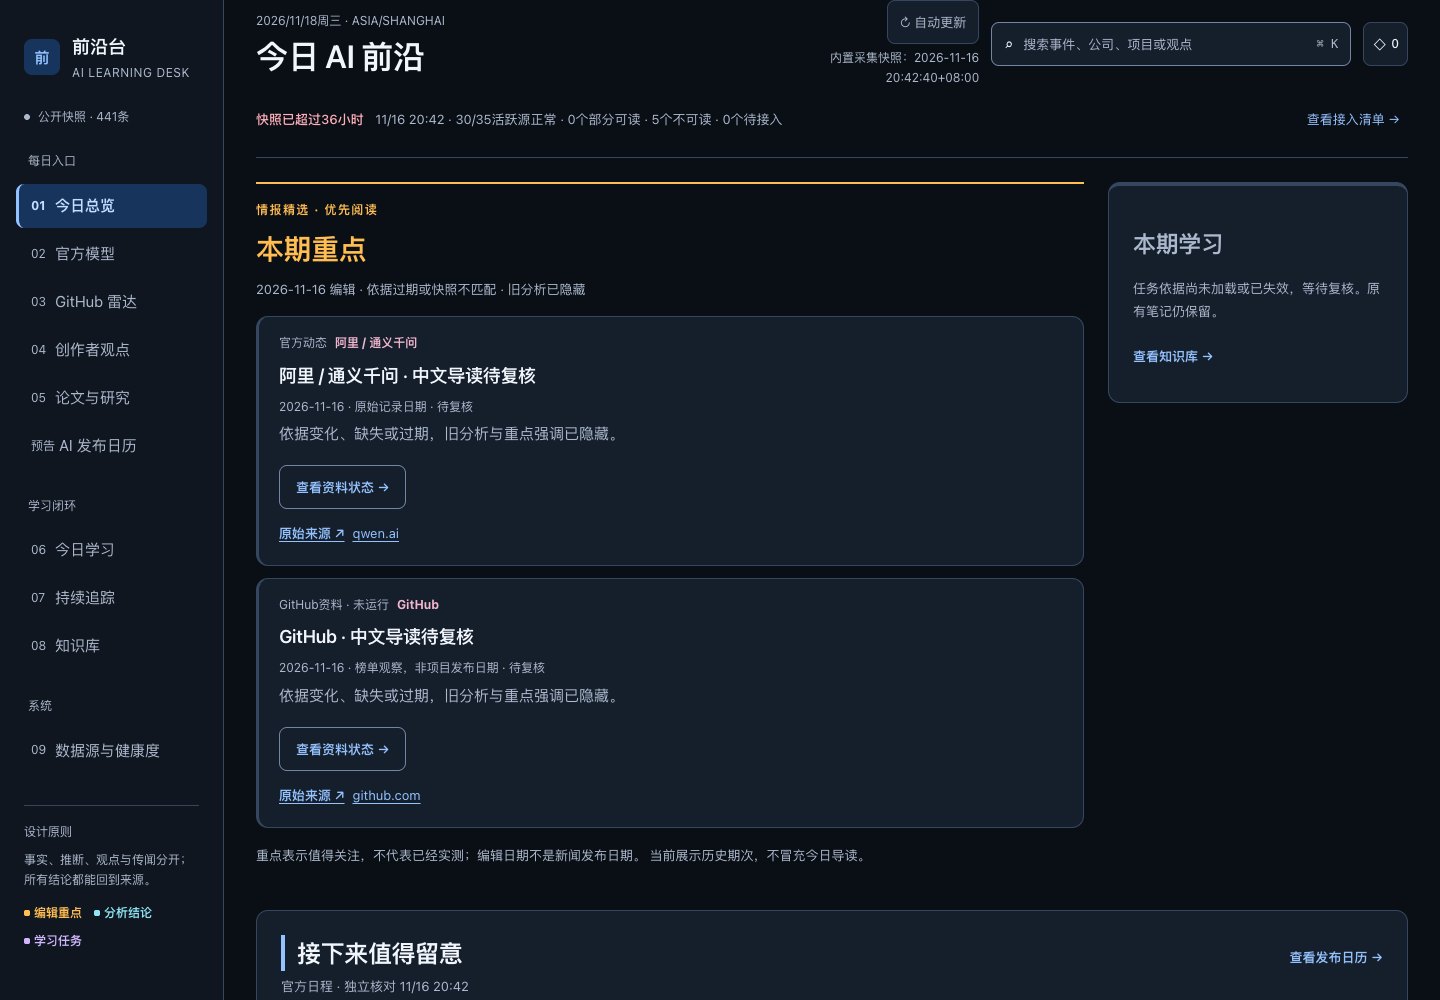 前
前沿台
AI LEARNING DESK
公开快照 · 441条
每日入口
01 今日总览
02 官方模型
03 GitHub 雷达
04 创作者观点
05 论文与研究
预告 AI 发布日历
学习闭环
06 今日学习
07 持续追踪
08 知识库
系统
09 数据源与健康度
设计原则
事实、推断、观点与传闻分开；
所有结论都能回到来源。
编辑重点 分析结论
学习任务
2026/11/18周三 · ASIA/SHANGHAI
今日 AI 前沿
↻ 自动更新
内置采集快照：2026-11-16
20:42:40+08:00
搜索事件、公司、项目或观点 ⌘ K
◇ 0
快照已超过36小时 11/16 20:42 · 30/35活跃源正常 · 0个部分可读 · 5个不可读 · 0个待接入
查看接入清单 →
情报精选 · 优先阅读
本期重点
2026-11-16 编辑 · 依据过期或快照不匹配 · 旧分析已隐藏
官方动态 阿里 / 通义千问
阿里 / 通义千问 · 中文导读待复核
2026-11-16 · 原始记录日期 · 待复核
依据变化、缺失或过期，旧分析与重点强调已隐藏。
查看资料状态 →
原始来源 ↗ qwen.ai
GitHub资料 · 未运行 GitHub
GitHub · 中文导读待复核
2026-11-16 · 榜单观察，非项目发布日期 · 待复核
依据变化、缺失或过期，旧分析与重点强调已隐藏。
查看资料状态 →
原始来源 ↗ github.com
重点表示值得关注，不代表已经实测；编辑日期不是新闻发布日期。 当前展示历史期次，不冒充今日导读。
本期学习
任务依据尚未加载或已失效，等待复核。原
有笔记仍保留。
查看知识库 →
接下来值得留意
官方日程 · 独立核对 11/16 20:42
查看发布日历 →